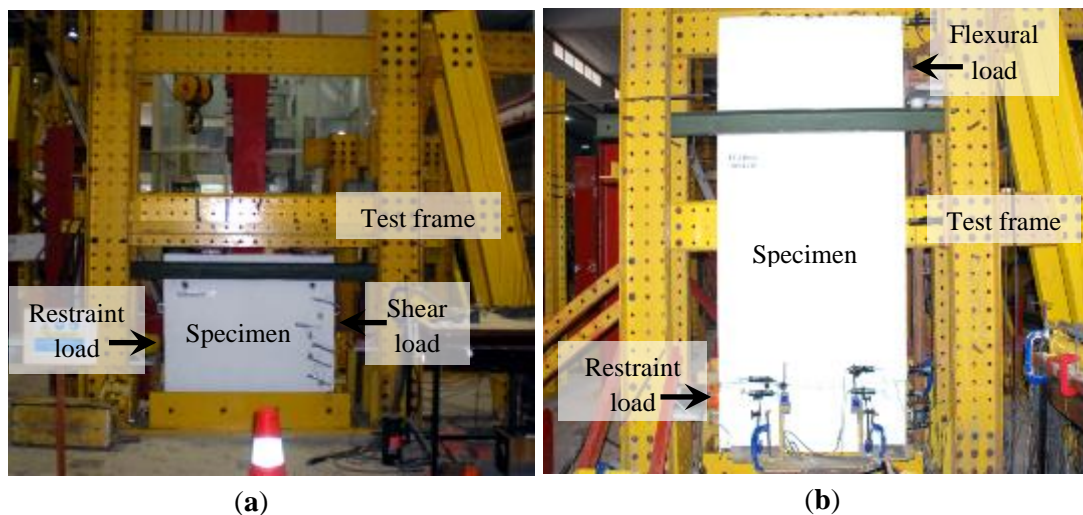 Test frame
Restraint
load
Specimen
Shear
load
(a)
Flexural
load
Test frame
Specimen
Restraint
load
(b)